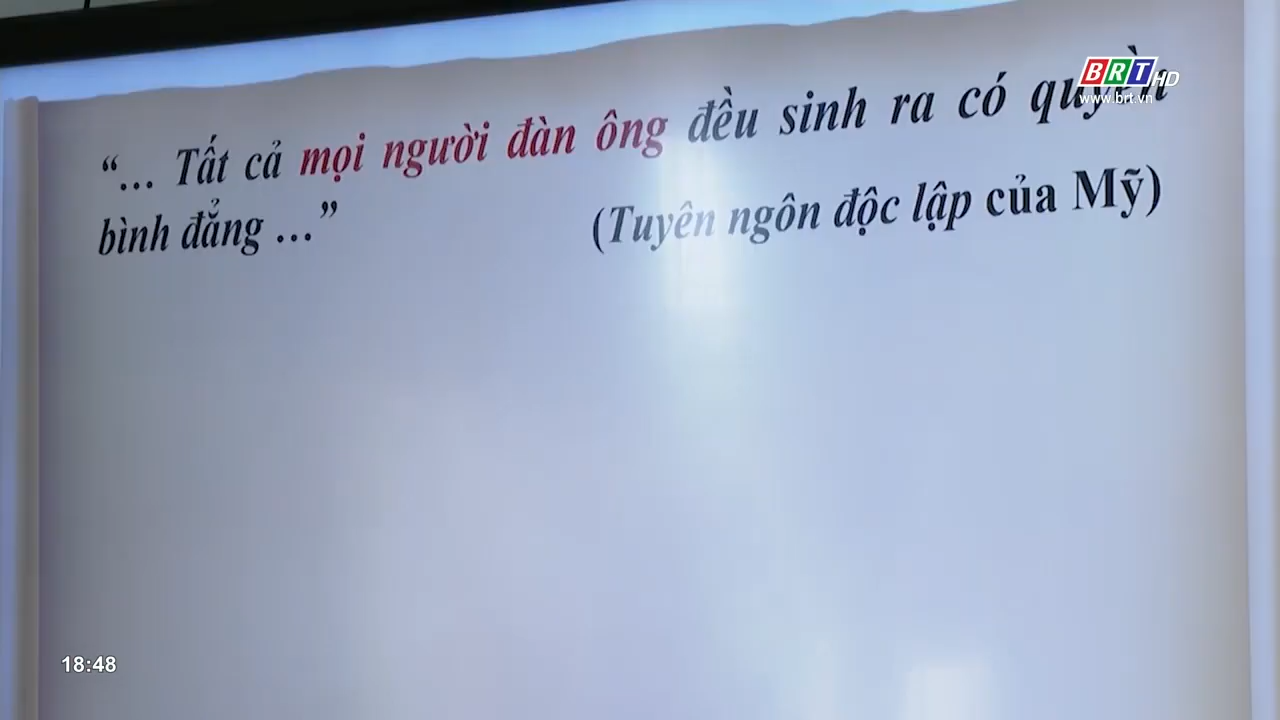 BRT HD
www.brt.vn
“... Tất cả mọi người đàn ông đều sinh ra có quyền
bình đẳng ...”
(Tuyên ngôn độc lập của Mỹ)
18:48